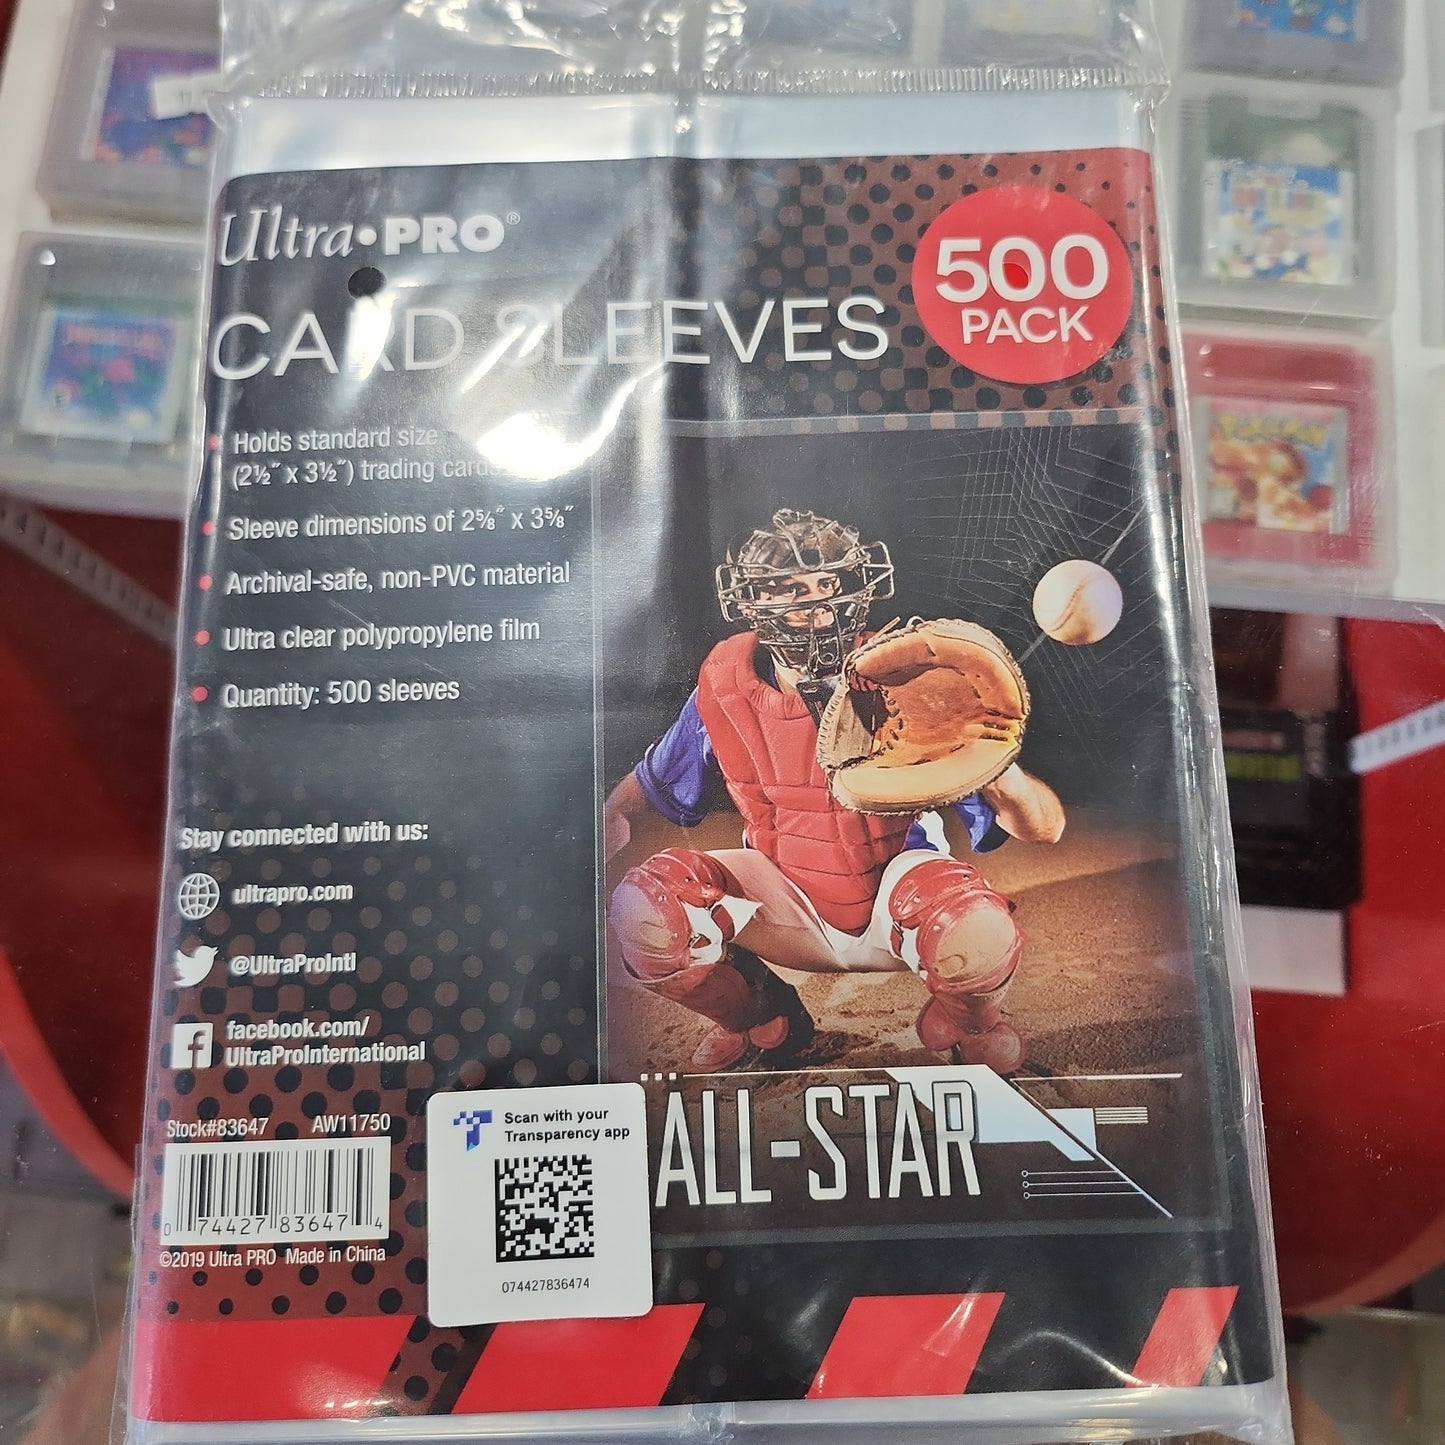 Ultra•PRO®
CARD SLEEVES
500
PACK
Holds standard size
(2½" x 3½") trading cards
Sleeve dimensions of 2⅝" x 3⅝"
Archival-safe, non-PVC material
Ultra clear polypropylene film
Quantity: 500 sleeves
Stay connected with us:
ultrapro.com
@UltraProIntl
facebook.com/
UltraProInternational
Stock#83647 AW11750
0 74427 83647 4
©2019 Ultra PRO Made in China
Scan with your
Transparency app
074427836474
ALL-STAR
Pokémon